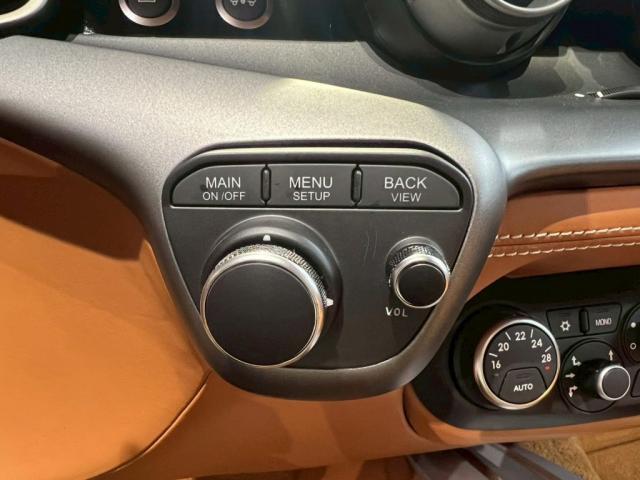 MAIN
ON/OFF
MENU
SETUP
BACK
VIEW
VOL
16 20 22 24 28
AUTO
MONO